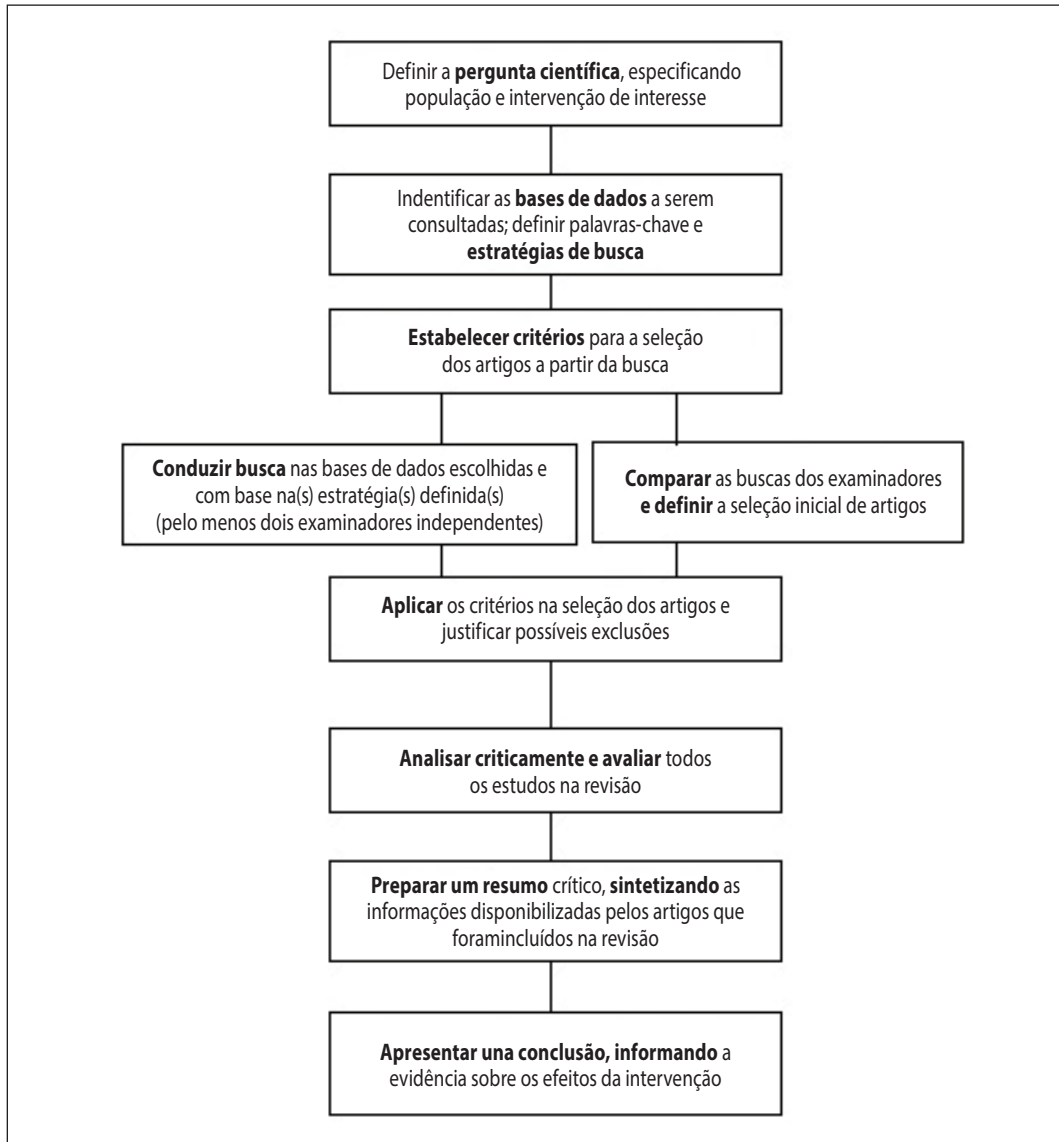 Definir a pergunta científica, especificando
população e intervenção de interesse
Indentificar as bases de dados a serem
consultadas; definir palavras-chave e
estratégias de busca
Estabelecer critérios para a seleção
dos artigos a partir da busca
Conduzir busca nas bases de dados escolhidas e
com base na(s) estratégia(s) definida(s)
(pelo menos dois examinadores independentes)
Comparar as buscas dos examinadores
e definir a seleção inicial de artigos
Aplicar os critérios na seleção dos artigos e
justificar possíveis exclusões
Analisar criticamente e avaliar todos
os estudos na revisão
Preparar um resumo crítico, sintetizando as
informações disponibilizadas pelos artigos que
foramincluídos na revisão
Apresentar una conclusão, informando a
evidência sobre os efeitos da intervenção